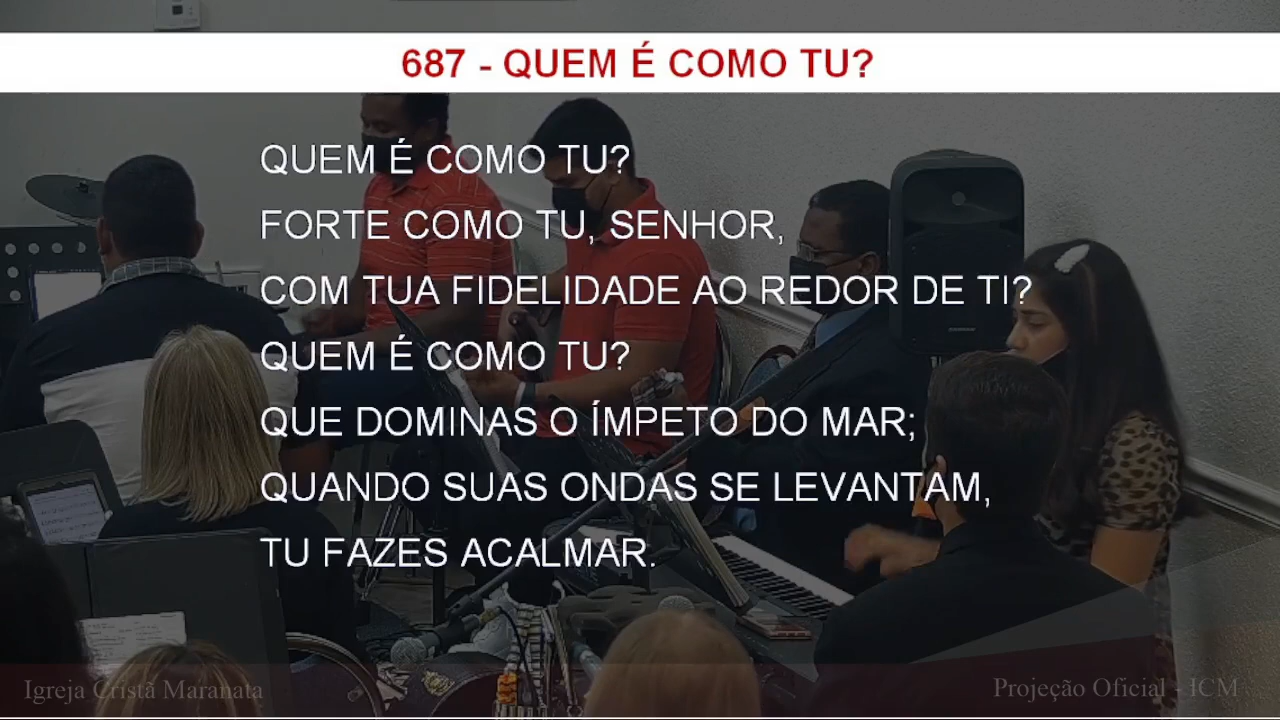 687 - QUEM É COMO TU?
QUEM É COMO TU?
FORTE COMO TU, SENHOR,
COM TUA FIDELIDADE AO REDOR DE TI?
QUEM É COMO TU?
QUE DOMINAS O ÍMPETO DO MAR;
QUANDO SUAS ONDAS SE LEVANTAM,
TU FAZES ACALMAR.
Igreja Cristã Maranata
Projeção Oficial - ICM